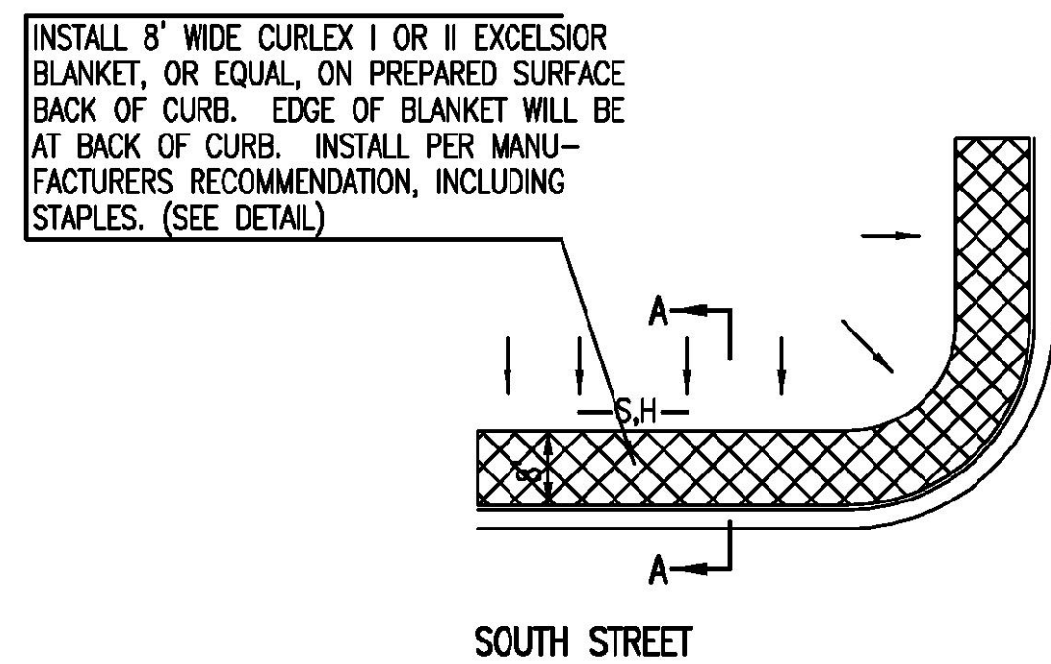 INSTALL 8' WIDE CURLEX I OR II EXCELSIOR
BLANKET, OR EQUAL, ON PREPARED SURFACE
BACK OF CURB. EDGE OF BLANKET WILL BE
AT BACK OF CURB. INSTALL PER MANU-
FACTURERS RECOMMENDATION, INCLUDING
STAPLES. (SEE DETAIL)
A
S,H
8'
A
SOUTH STREET